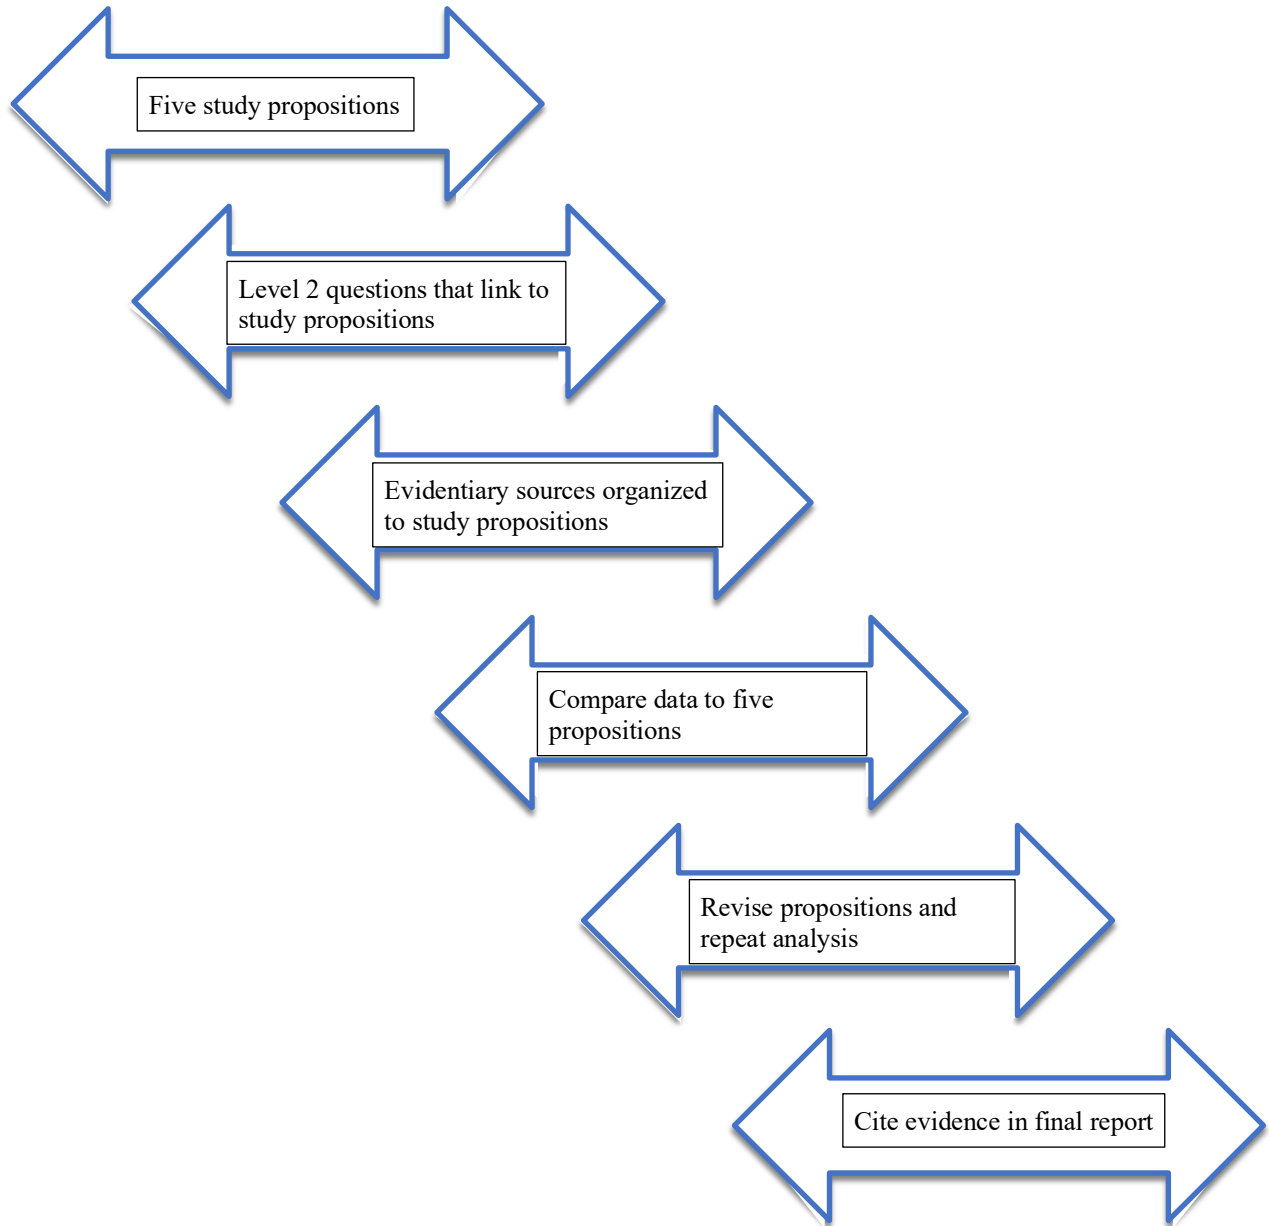 Five study propositions
Level 2 questions that link to
study propositions
Evidentiary sources organized
to study propositions
Compare data to five
propositions
Revise propositions and
repeat analysis
Cite evidence in final report